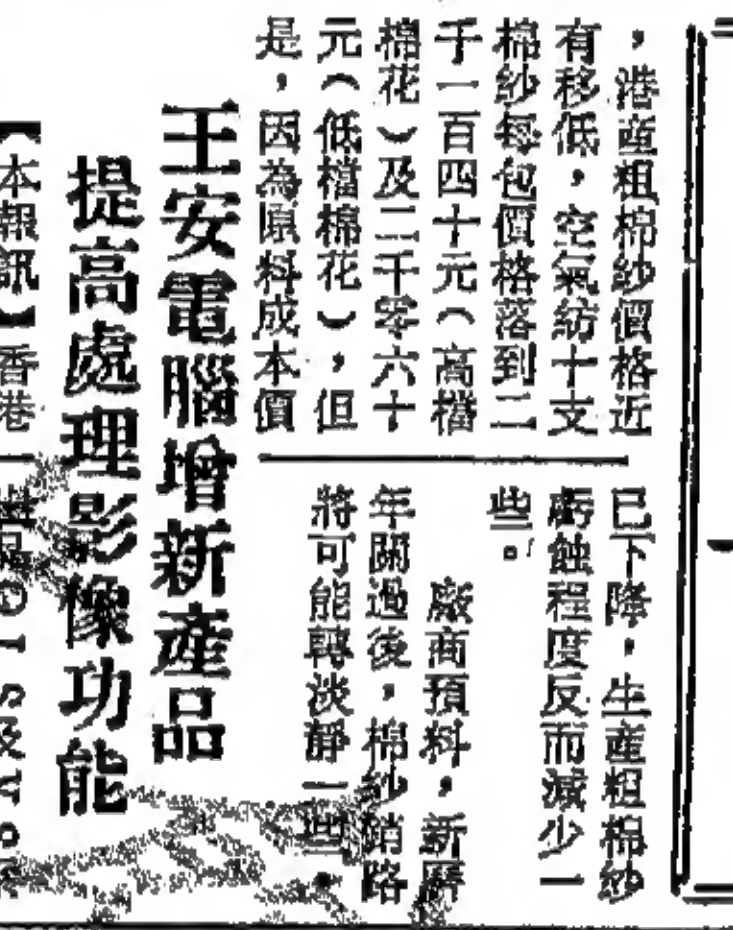 ，港產粗棉紗價格近
有移低，空氣紡十支
棉紗每包價格落到二
千一百四十元（高檔
棉花）及二千零六十
元（低檔棉花），但
是，因為原料成本價
已下降，生產粗棉紗
虧蝕程度反而減少一
些。
廠商預料，新曆
年關過後，棉紗銷路
將可能轉淡靜一些。
王安電腦增新產品
提高處理影像功能
【本報訊】香港